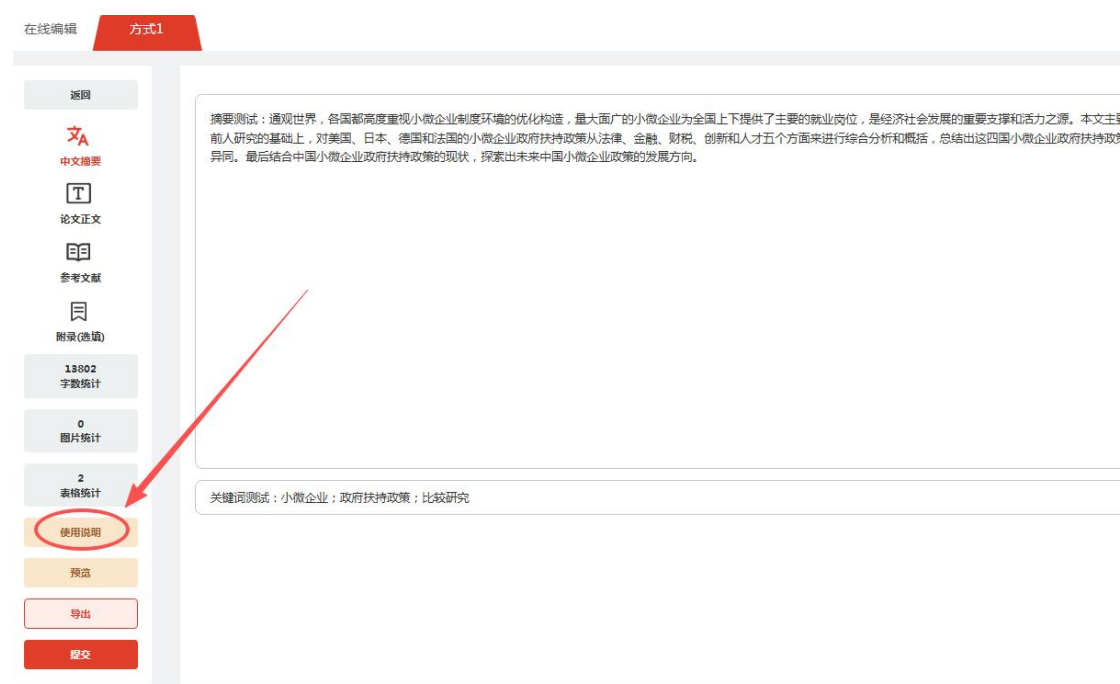 在线编辑
方式1
返回
中文摘要
论文正文
参考文献
附录(选填)
13802
字数统计
0
图片统计
2
表格统计
使用说明
预览
导出
提交
摘要测试：通观世界，各国都高度重视小微企业制度环境的优化构造，量大面广的小微企业为全国上下提供了主要的就业岗位，是经济社会发展的重要支撑和活力之源。本文主要
前人研究的基础上，对美国、日本、德国和法国的小微企业政府扶持政策从法律、金融、财税、创新和人才五个方面来进行综合分析和概括，总结出这四国小微企业政府扶持政策
异同。最后结合中国小微企业政府扶持政策的现状，探索出未来中国小微企业政策的发展方向。
关键词测试：小微企业；政府扶持政策；比较研究